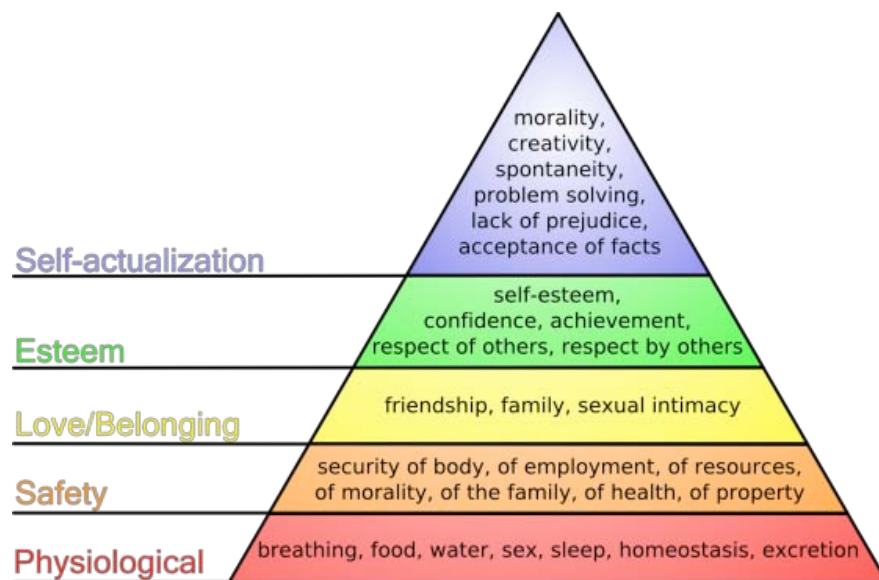 morality,
creativity,
spontaneity,
problem solving,
lack of prejudice,
acceptance of facts
Self-actualization
self-esteem,
confidence, achievement,
respect of others, respect by others
Esteem
friendship, family, sexual intimacy
Love/Belonging
security of body, of employment, of resources,
of morality, of the family, of health, of property
Safety
breathing, food, water, sex, sleep, homeostasis, excretion
Physiological